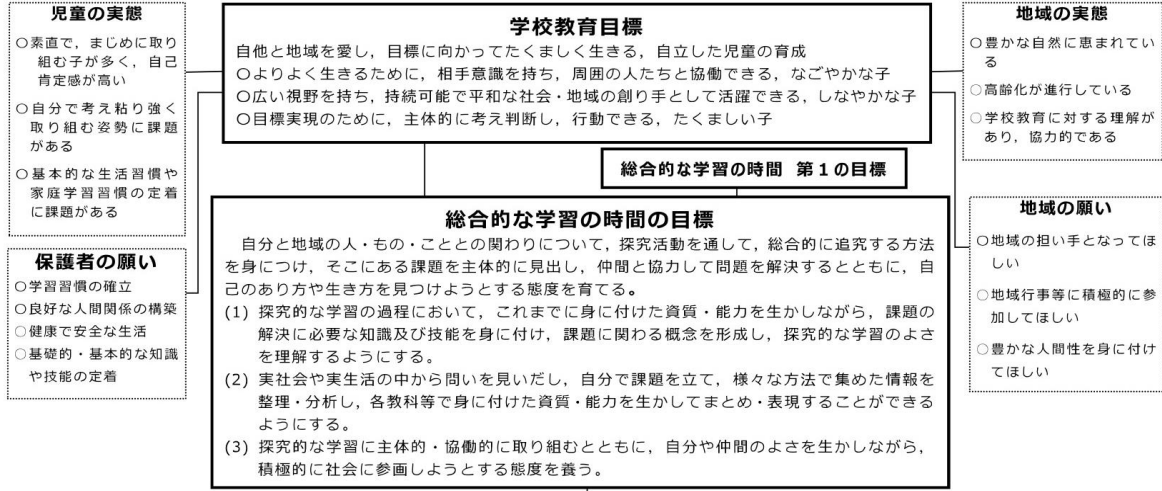 児童の実態
〇素直で，まじめに取り
組む子が多く，自己
肯定感が高い
〇自分で考え粘り強く
取り組む姿勢に課題
がある
〇基本的な生活習慣や
家庭学習習慣の定着
に課題がある
保護者の願い
〇学習習慣の確立
〇良好な人間関係の構築
〇健康で安全な生活
〇基礎的・基本的な知識
や技能の定着
学校教育目標
自他と地域を愛し，目標に向かってたくましく生きる，自立した児童の育成
〇よりよく生きるために，相手意識を持ち，周囲の人たちと協働できる，なごやかな子
〇広い視野を持ち，持続可能で平和な社会・地域の創り手として活躍できる，しなやかな子
〇目標実現のために，主体的に考え判断し，行動できる，たくましい子
総合的な学習の時間 第１の目標
総合的な学習の時間の目標
自分と地域の人・もの・こととの関わりについて，探究活動を通して，総合的に追究する方法
を身につけ，そこにある課題を主体的に見出し，仲間と協力して問題を解決するとともに，自
己のあり方や生き方を見つけようとする態度を育てる。
(1) 探究的な学習の過程において，これまでに身に付けた資質・能力を生かしながら，課題の
解決に必要な知識及び技能を身に付け，課題に関わる概念を形成し，探究的な学習のよさ
を理解するようにする。
(2) 実社会や実生活の中から問いを見いだし，自分で課題を立て，様々な方法で集めた情報を
整理・分析し，各教科等で身に付けた資質・能力を生かしてまとめ・表現することができる
ようにする。
(3) 探究的な学習に主体的・協働的に取り組むとともに，自分や仲間のよさを生かしながら，
積極的に社会に参画しようとする態度を養う。
地域の実態
〇豊かな自然に恵まれてい
る
〇高齢化が進行している
〇学校教育に対する理解が
あり，協力的である
地域の願い
〇地域の担い手となってほ
しい
〇地域行事等に積極的に参
加してほしい
〇豊かな人間性を身に付け
てほしい